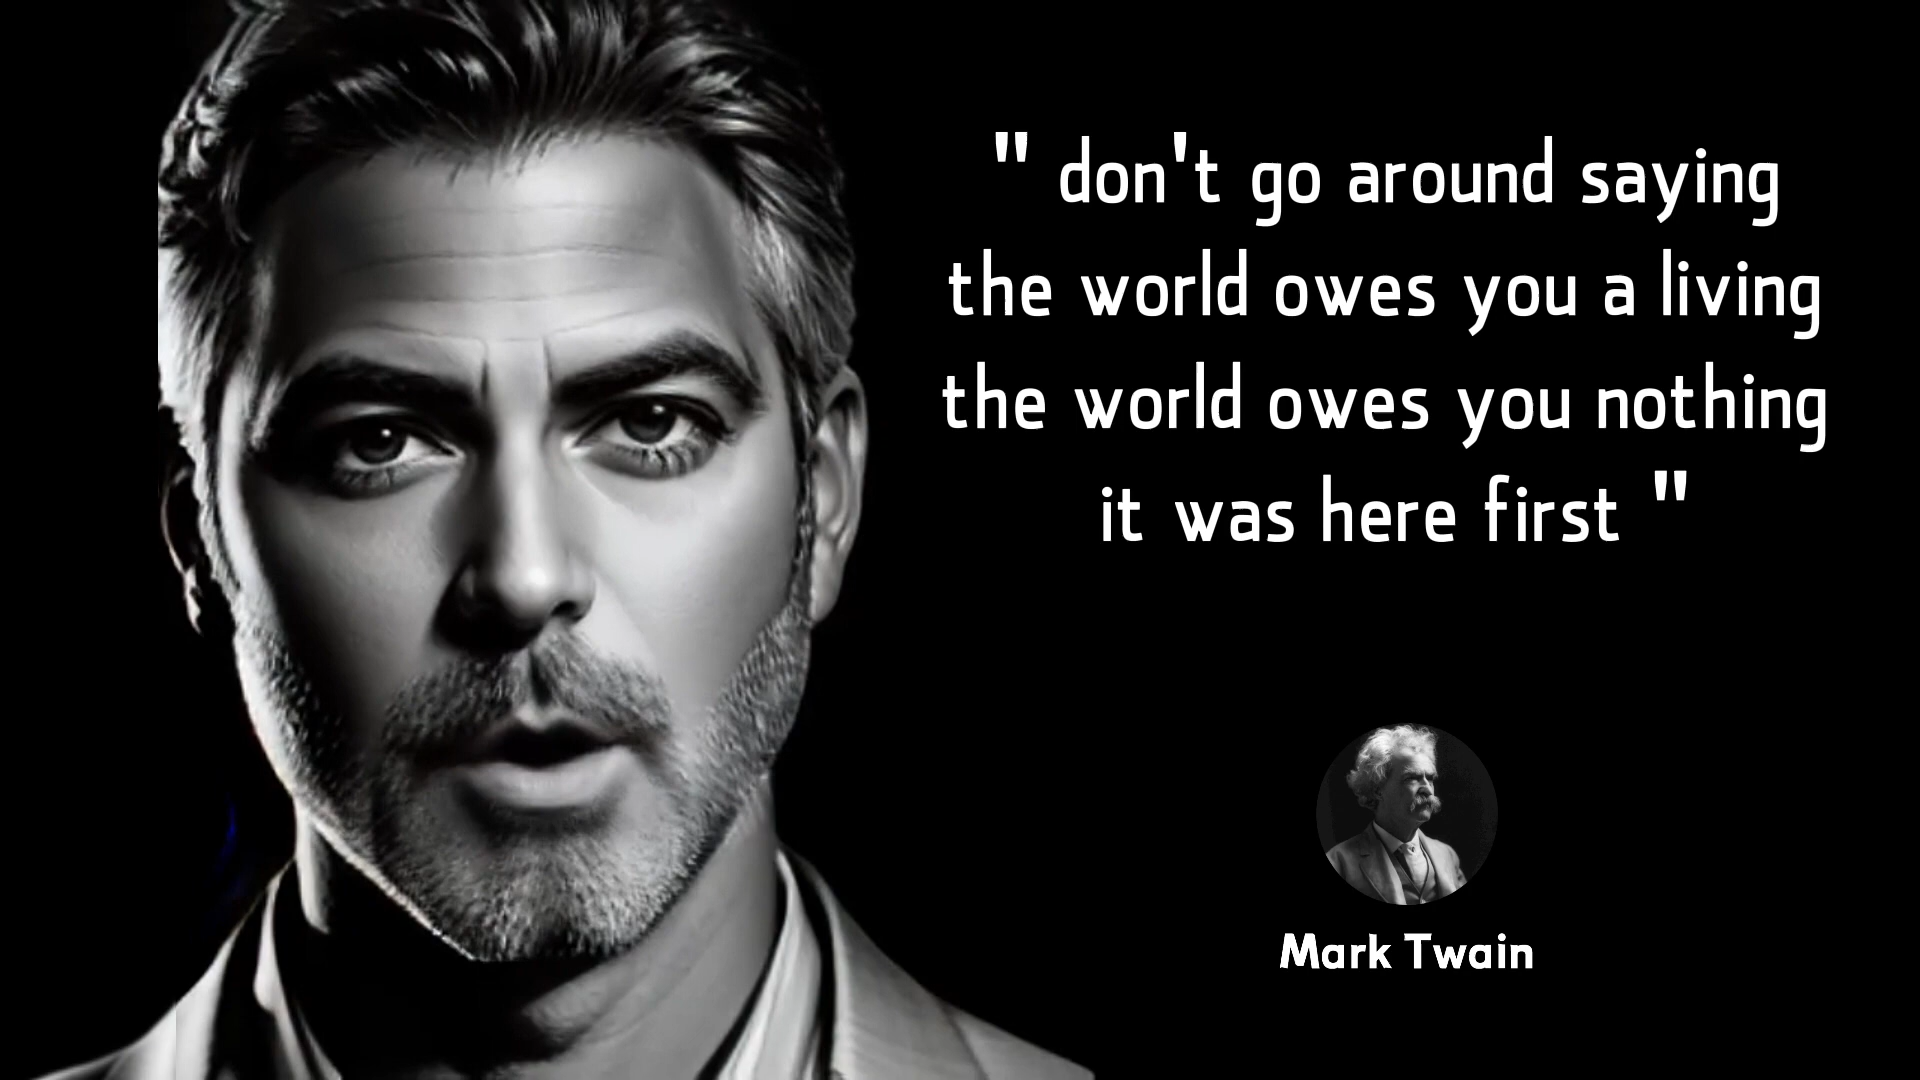 " don't go around saying
the world owes you a living
the world owes you nothing
it was here first "
Mark Twain